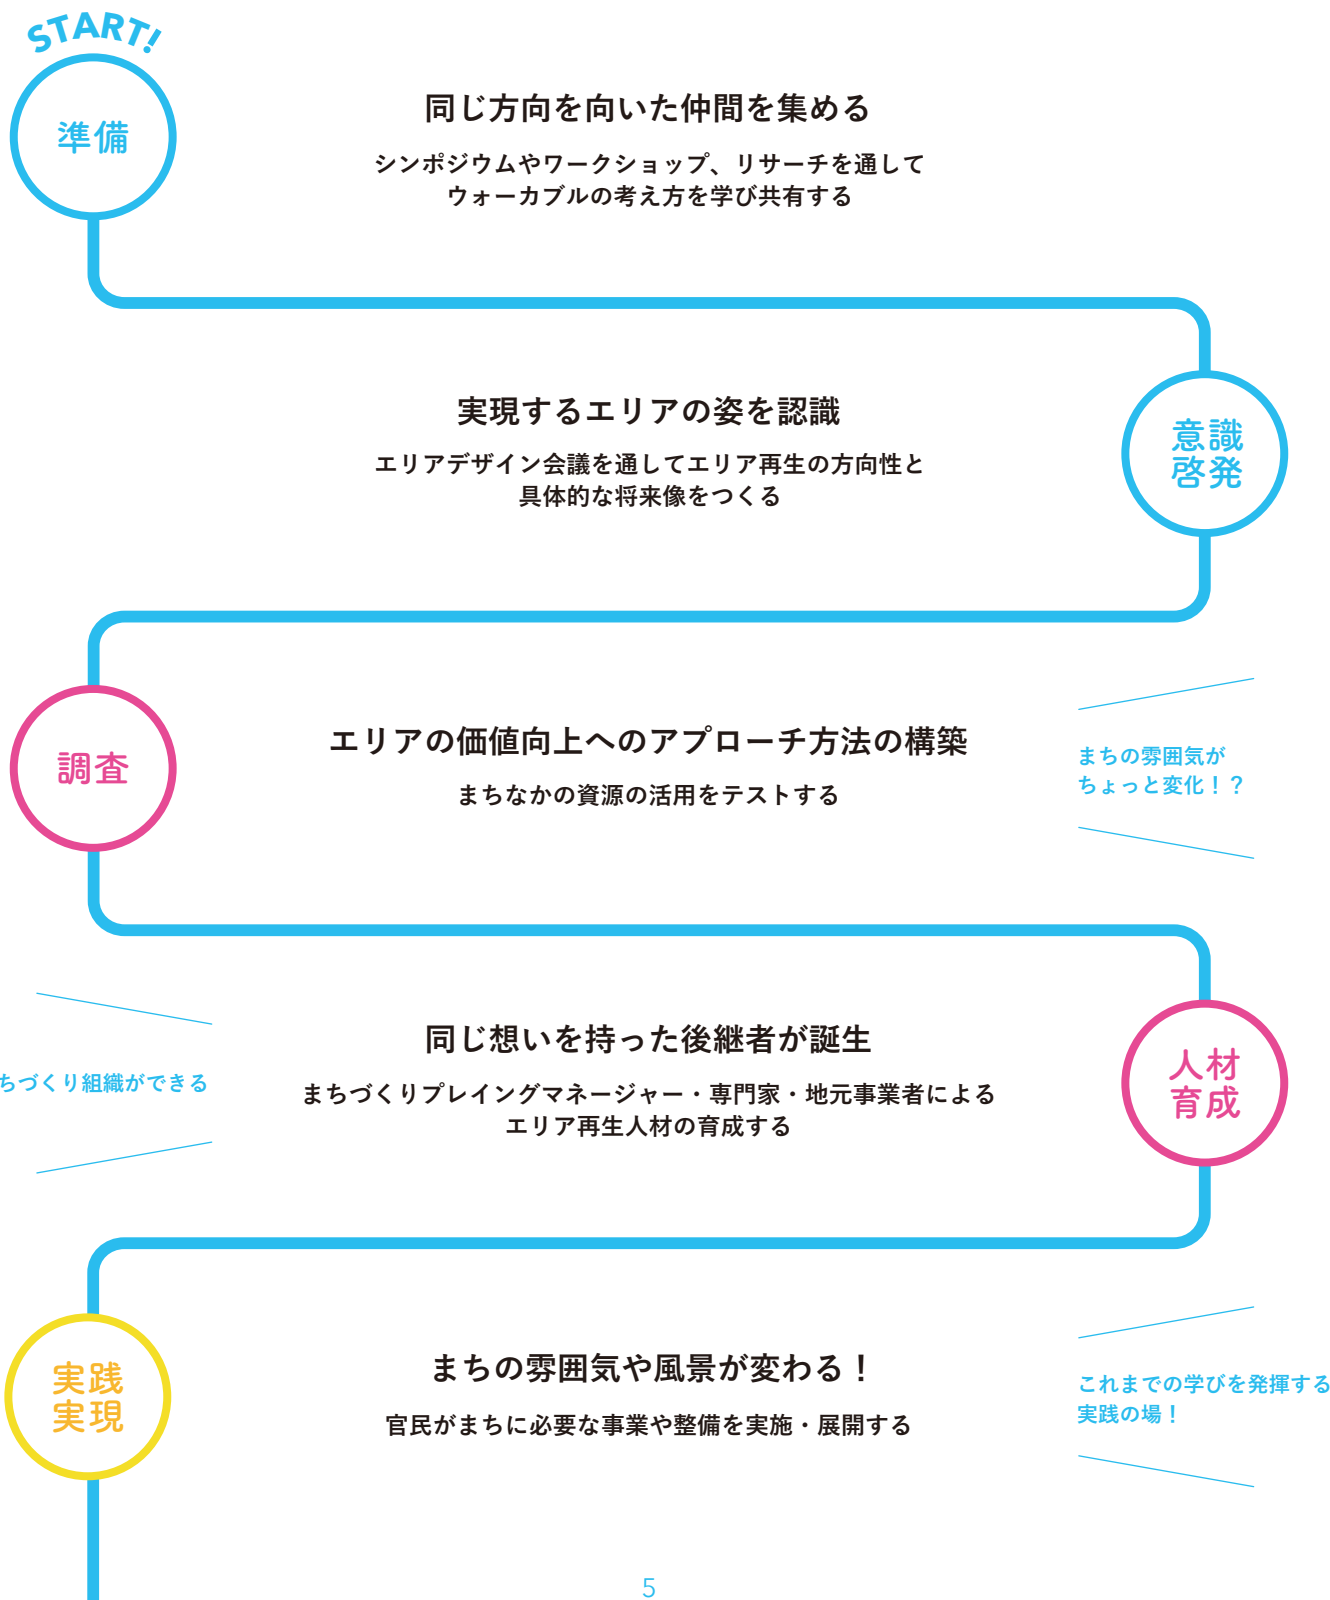 START!
準備
同じ方向を向いた仲間を集める
シンポジウムやワークショップ、リサーチを通して
ウォーカブルの考え方を学び共有する
実現するエリアの姿を認識
エリアデザイン会議を通してエリア再生の方向性と
具体的な将来像をつくる
意識
啓発
調査
エリアの価値向上へのアプローチ方法の構築
まちなかの資源の活用をテストする
まちの雰囲気が
ちょっと変化！？
ちづくり組織ができる
同じ想いを持った後継者が誕生
まちづくりプレイングマネージャー・専門家・地元事業者による
エリア再生人材の育成する
人材
育成
実践
実現
まちの雰囲気や風景が変わる！
官民がまちに必要な事業や整備を実施・展開する
これまでの学びを発揮する
実践の場！
5